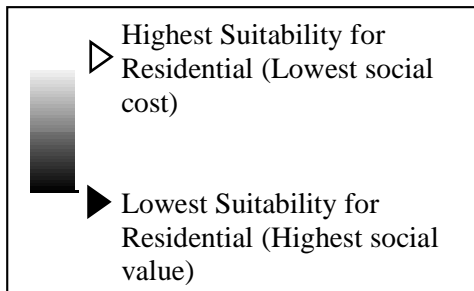 Highest Suitability for
Residential (Lowest social
cost)
Lowest Suitability for
Residential (Highest social
value)